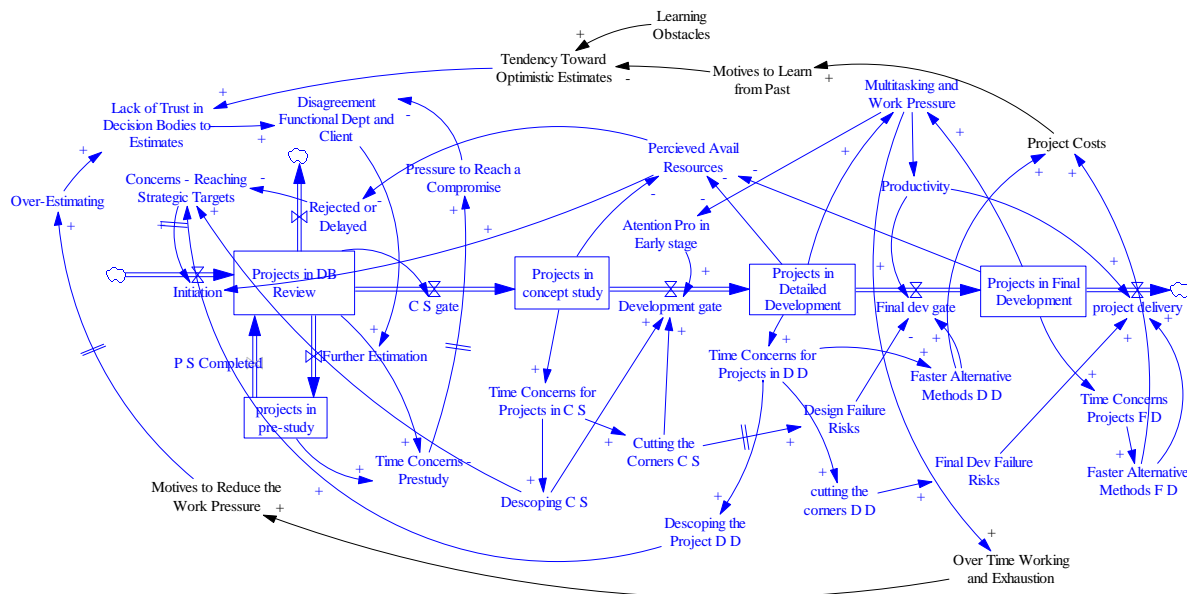 Learning
Obstacles
Tendency Toward
Optimistic Estimates
Motives to Learn
from Past
Multitasking and
Work Pressure
Lack of Trust in
Decision Bodies to
Estimates
Disagreement
Functional Dept and
Client
Project Costs
Percieved Avail
Resources
Pressure to Reach a
Compromise
Concerns - Reaching
Strategic Targets
Over-Estimating
Rejected or
Delayed
Productivity
Atention Pro in
Early stage
Projects in DB
Review
Projects in
concept study
Projects in
Detailed
Development
Projects in Final
Development
Initiation
C S gate
Development gate
Final dev gate
project delivery
P S Completed
Further Estimation
Time Concerns for
Projects in D D
Faster Alternative
Methods D D
Time Concerns for
Projects in C S
Time Concerns
Projects F D
projects in
pre-study
Design Failure
Risks
Cutting the
Corners C S
Time Concerns -
Prestudy
Final Dev Failure
Risks
Faster Alternative
Methods F D
Motives to Reduce the
Work Pressure
Descoping C S
cutting the
corners D D
Descoping the
Project D D
Over Time Working
and Exhaustion